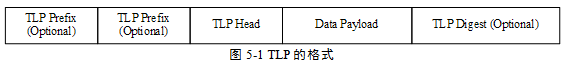 TLP Prefix
(Optional)
TLP Prefix
(Optional)
TLP Head
Data Payload
TLP Digest (Optional)
图 5-1 TLP 的格式